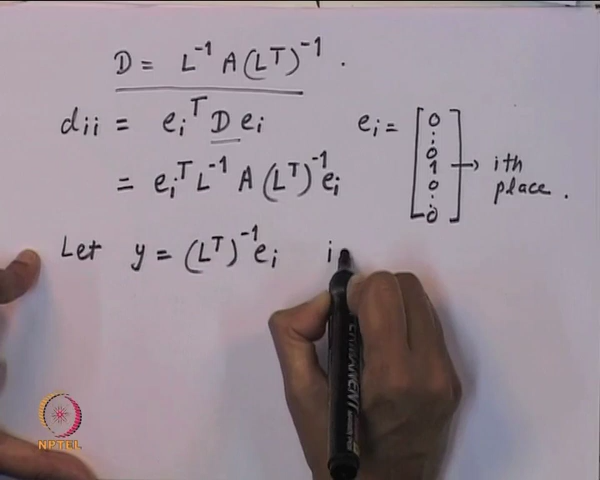 D = L⁻¹ A (Lᵀ)⁻¹ .
dii = eiᵀ D ei
ei = [0 : 0 1 0 : 0] → ith place .
= eiᵀ L⁻¹ A (Lᵀ)⁻¹ ei
Let y = (Lᵀ)⁻¹ ei i
PERMANENT
NPTEL